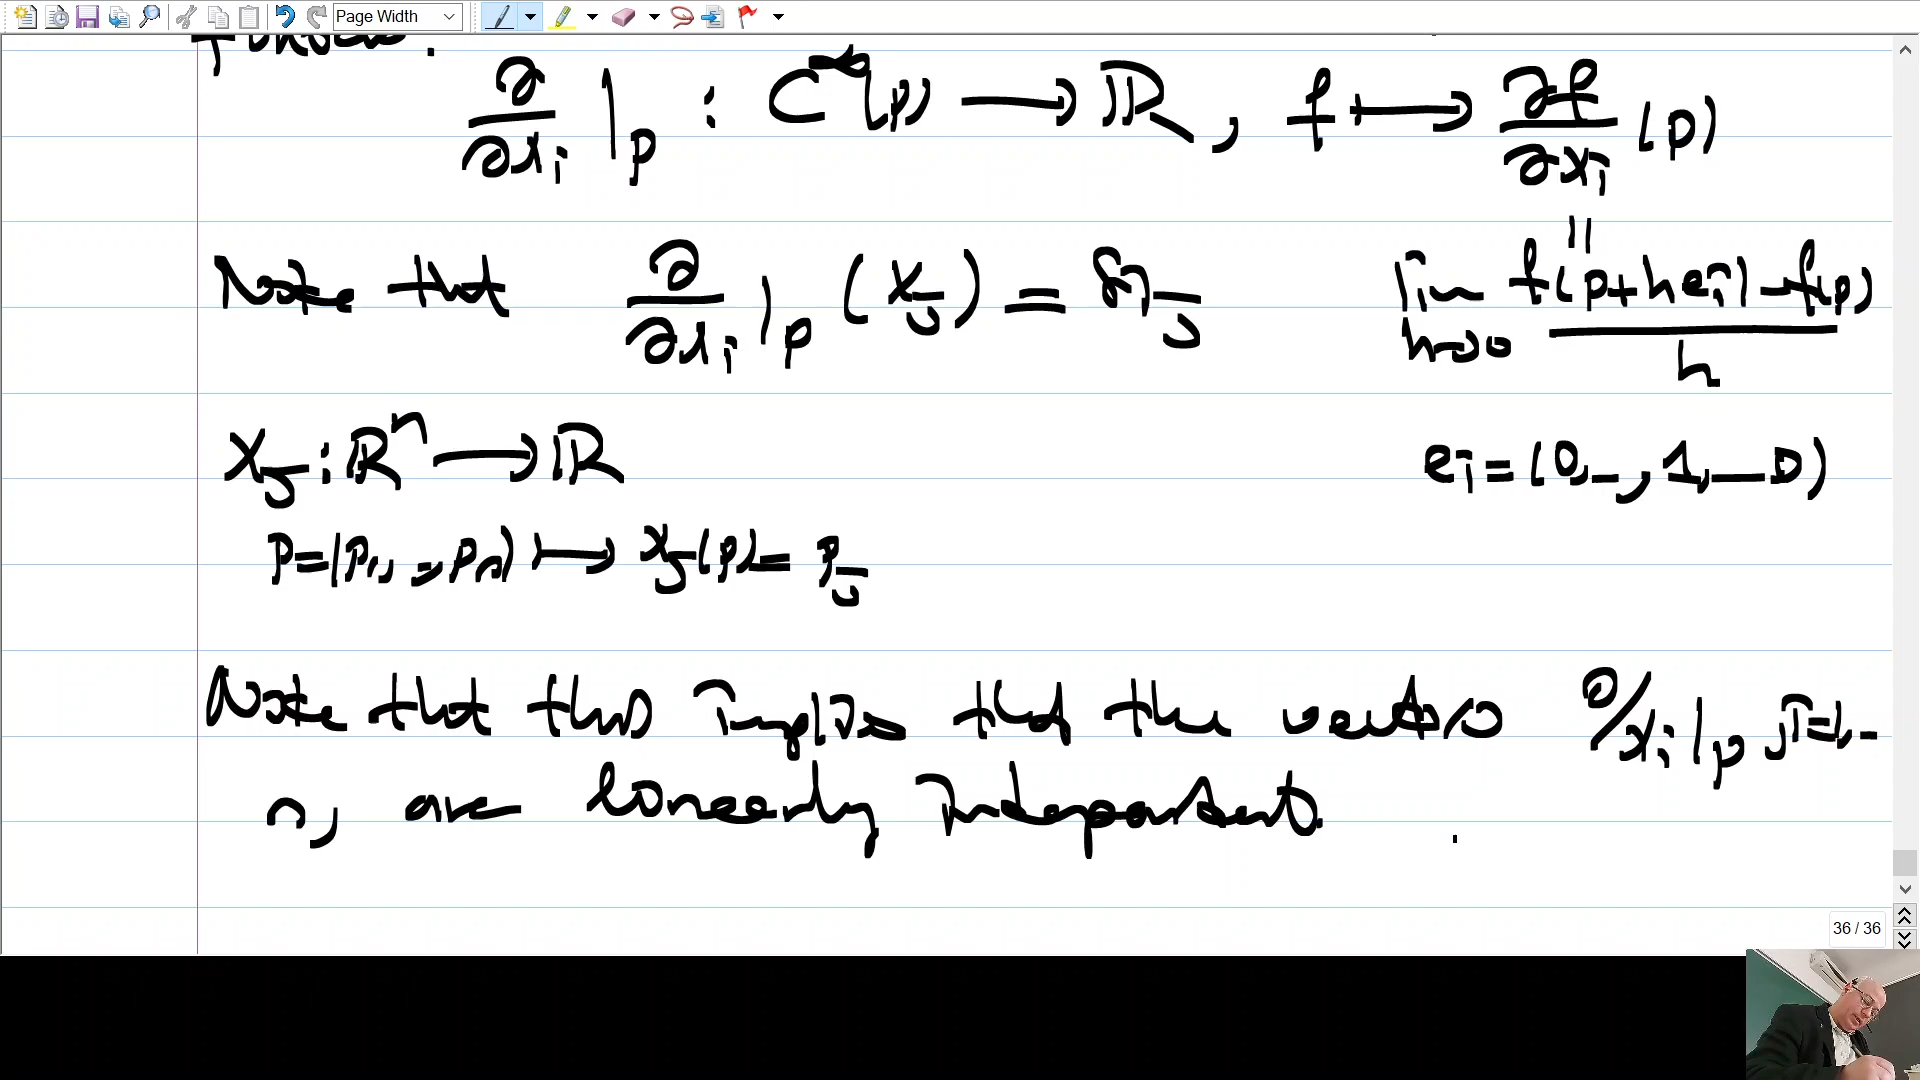 Page Width
∂/∂x_i |_p : C^∞(p) ⟶ ℝ, f ⟼ ∂f/∂x_i (p)
||
Note that ∂/∂x_i |_p (x_j) = δ_ij
lim h→0 f(p+he_i)-f(p) / h
x_j : ℝ^n ⟶ ℝ
e_i = (0, _, 1, _ 0)
p=(p_1, _, p_n) ⟼ x_j(p) = p_j
Note that this implies that the vectors ∂/x_i |_p, i=1, _
n, are linearly independent.
36 / 36